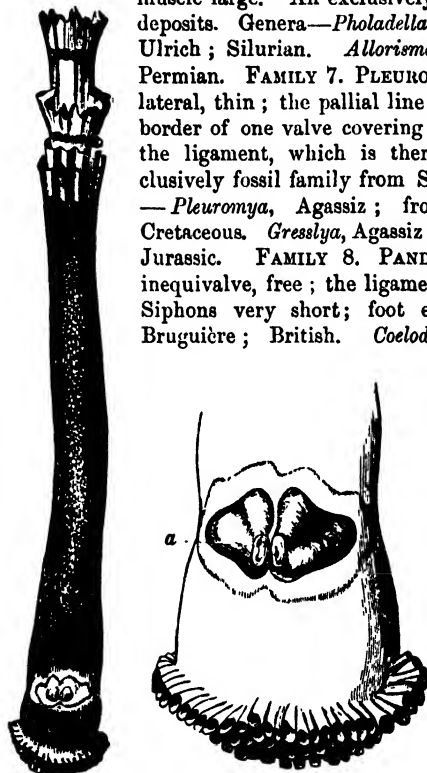 muscle large. An exclusively
deposits. Genera—Pholadella
Ulrich ; Silurian. Allorisma
Permian. FAMILY 7. PLEURO
lateral, thin ; the pallial line
border of one valve covering
the ligament, which is ther
clusively fossil family from S
— Pleuromya, Agassiz ; fro
Cretaceous. Gresslya, Agassiz
Jurassic. FAMILY 8. PAND
inequivalve, free ; the ligame
Siphons very short; foot e
Bruguière ; British. Coelod
a